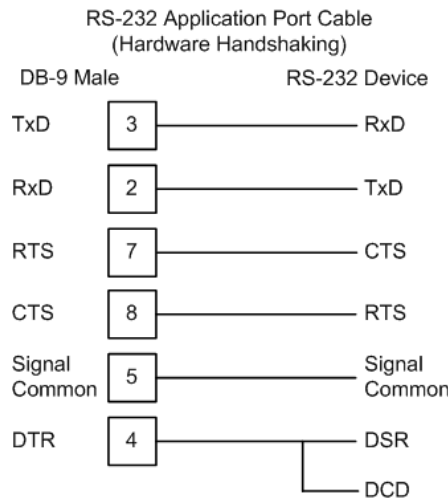 RS-232 Application Port Cable
(Hardware Handshaking)
DB-9 Male RS-232 Device
TxD 3 RxD
RxD 2 TxD
RTS 7 CTS
CTS 8 RTS
Signal Common 5 Signal Common
DTR 4 DSR
DCD